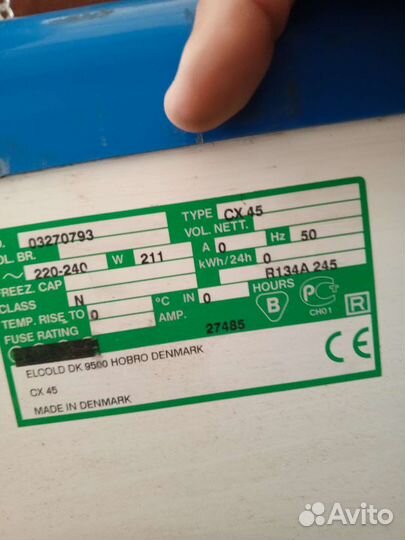 O. 03270793 TYPE CX 45
OL. BR. VOL. NETT.
~ 220-240 W 211 A 0 Hz 50
FREEZ. CAP kWh/24h 0
CLASS N R134A 245
TEMP. RISE TO 0 °C IN 0 HOURS
FUSE RATING AMP. 27485
B PC CH01 R
ELCOLD DK 9500 HOBRO DENMARK
CX 45
MADE IN DENMARK
CE
Avito